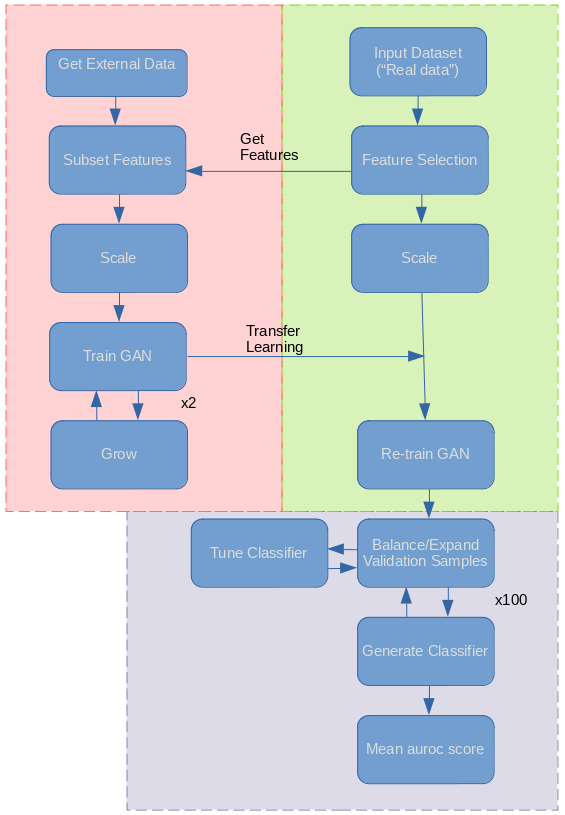 Get External Data
Input Dataset
(“Real data”)
Get
Features
Subset Features
Feature Selection
Scale
Scale
Transfer
Learning
Train GAN
x2
Grow
Re-train GAN
Tune Classifier
Balance/Expand
Validation Samples
x100
Generate Classifier
Mean auroc score